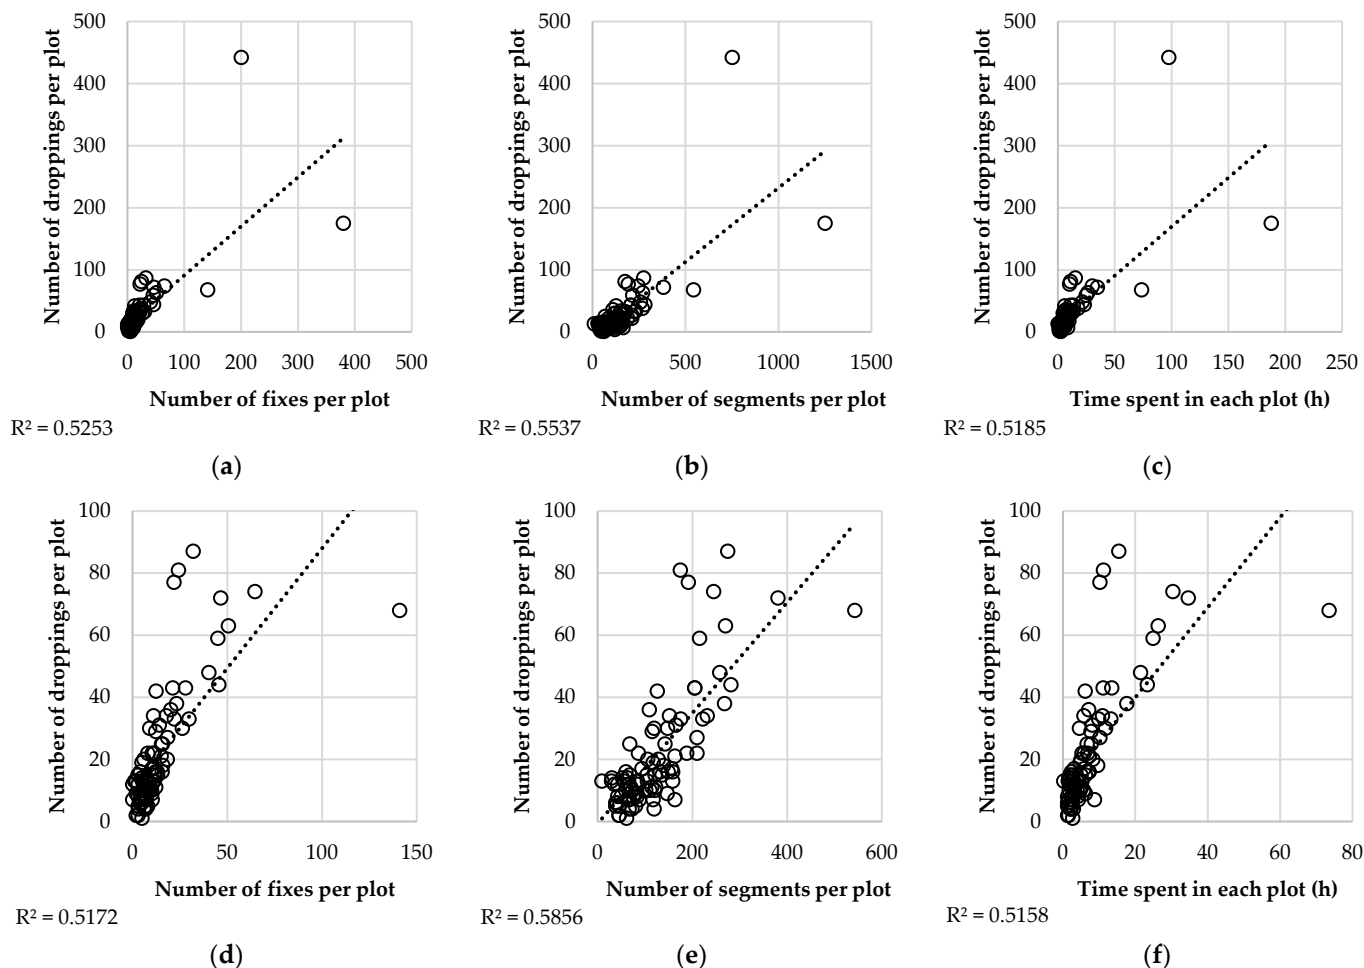 Number of droppings per plot
500
400
300
200
100
0
0 100 200 300 400 500
Number of fixes per plot
R² = 0.5253
(a)
Number of droppings per plot
500
400
300
200
100
0
0 500 1000 1500
Number of segments per plot
R² = 0.5537
(b)
Number of droppings per plot
500
400
300
200
100
0
0 50 100 150 200 250
Time spent in each plot (h)
R² = 0.5185
(c)
Number of droppings per plot
100
80
60
40
20
0
0 50 100 150
Number of fixes per plot
R² = 0.5172
(d)
Number of droppings per plot
100
80
60
40
20
0
0 200 400 600
Number of segments per plot
R² = 0.5856
(e)
Number of droppings per plot
100
80
60
40
20
0
0 20 40 60 80
Time spent in each plot (h)
R² = 0.5158
(f)